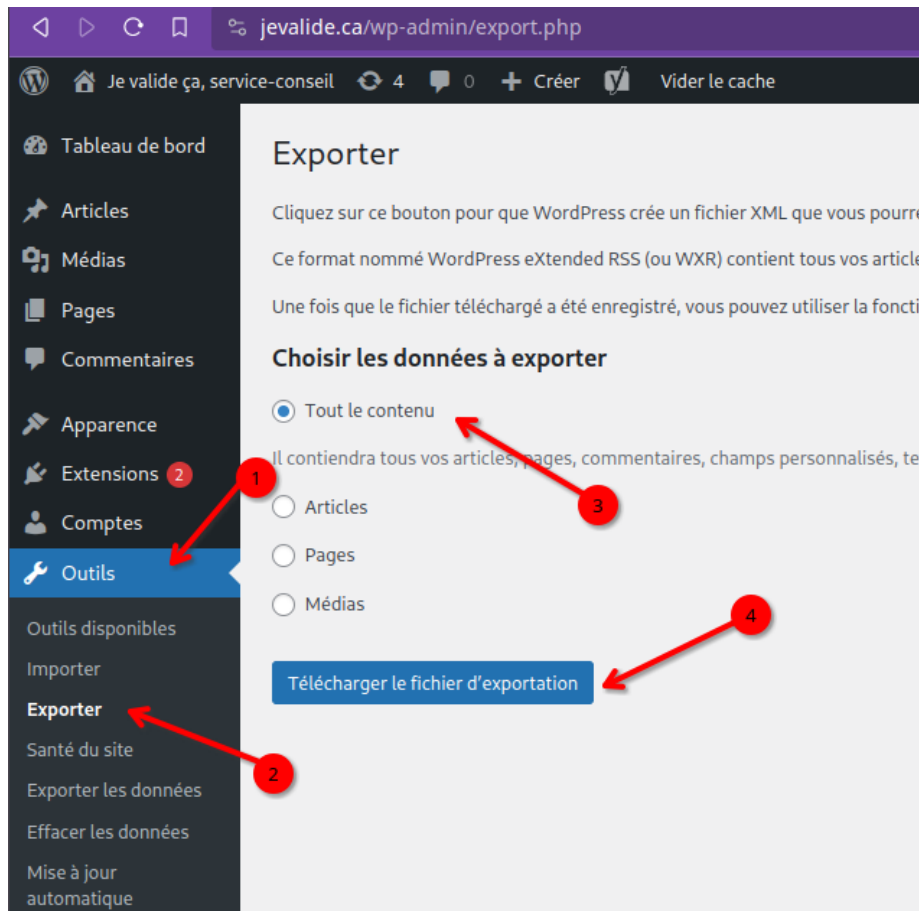 jevalide.ca/wp-admin/export.php
Je valide ça, service-conseil 4 0 + Créer Vider le cache
Tableau de bord
Articles
Médias
Pages
Commentaires
Apparence
Extensions 2
Comptes
Outils
Outils disponibles
Importer
Exporter
Santé du site
Exporter les données
Effacer les données
Mise à jour
automatique
Exporter
Cliquez sur ce bouton pour que WordPress crée un fichier XML que vous pourre
Ce format nommé WordPress eXtended RSS (ou WXR) contient tous vos article
Une fois que le fichier téléchargé a été enregistré, vous pouvez utiliser la foncti
Choisir les données à exporter
Tout le contenu
Il contiendra tous vos articles, pages, commentaires, champs personnalisés, te
Articles
Pages
Médias
Télécharger le fichier d'exportation
1
2
3
4